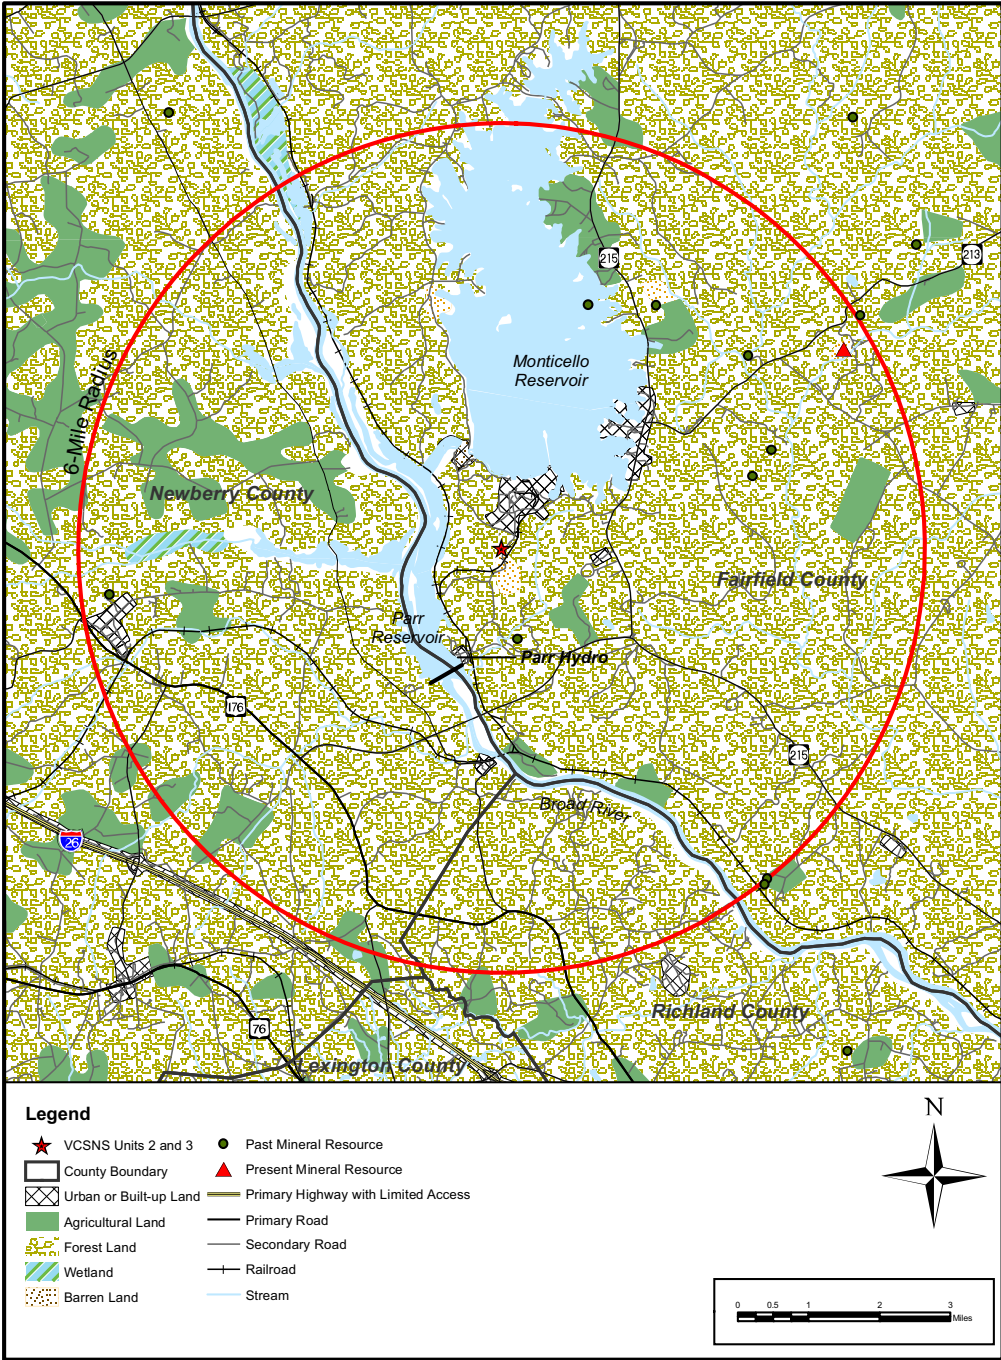 215
213
Monticello
Reservoir
6-Mile Radius
Newberry County
Fairfield County
Parr
Reservoir
Parr Hydro
176
215
Broad River
26
Richland County
76
Lexington County
Legend
VCSNS Units 2 and 3
County Boundary
Urban or Built-up Land
Agricultural Land
Forest Land
Wetland
Barren Land
Past Mineral Resource
Present Mineral Resource
Primary Highway with Limited Access
Primary Road
Secondary Road
Railroad
Stream
N
0 0.5 1 2 3
Miles